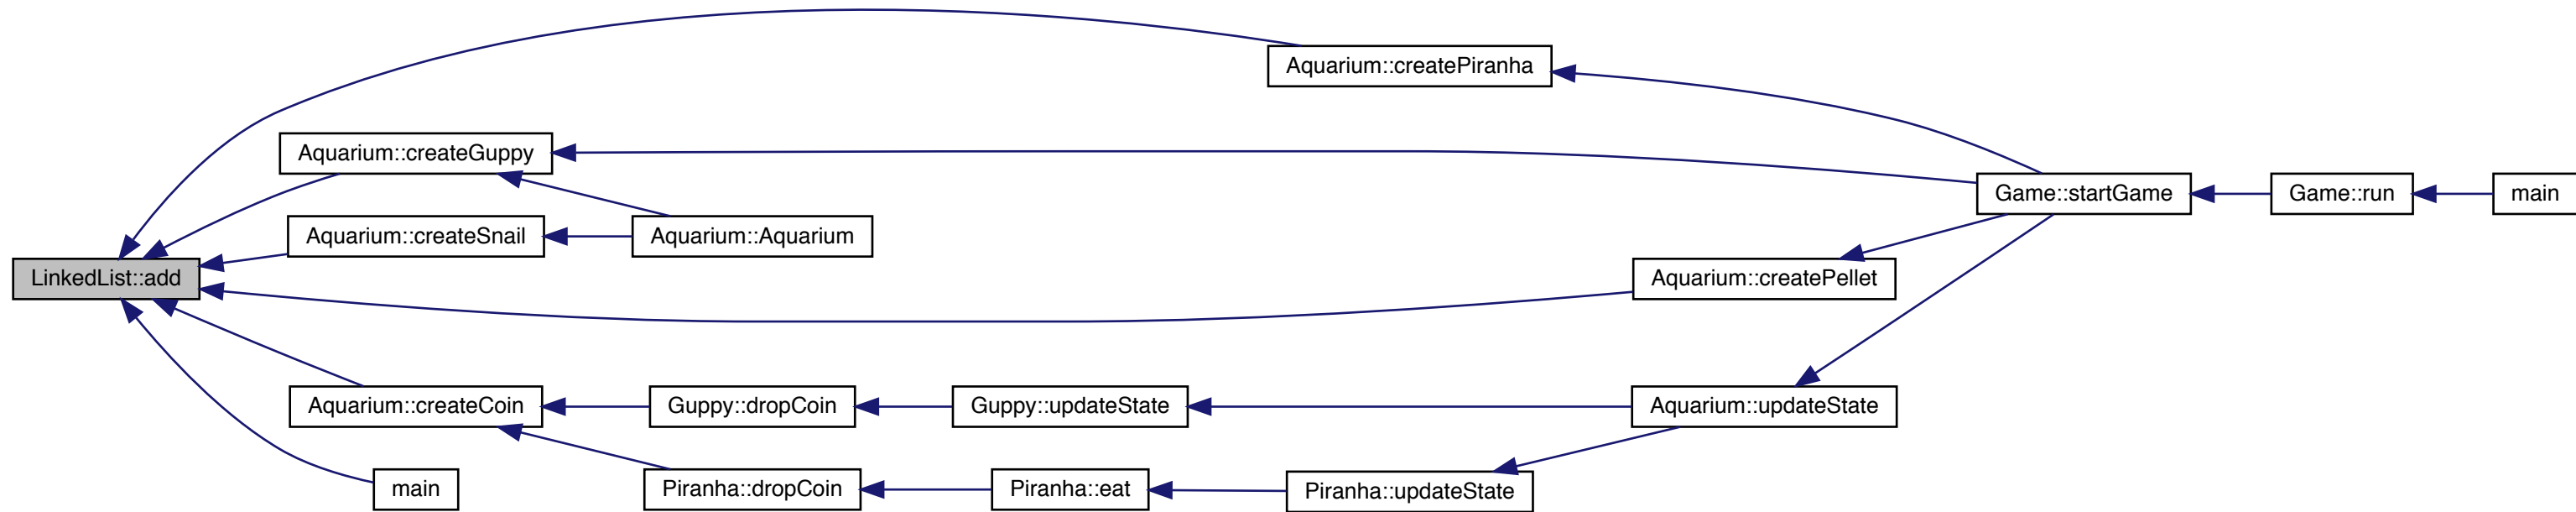 Aquarium::createPiranha
Aquarium::createGuppy
Game::startGame
Game::run
main
Aquarium::createSnail
Aquarium::Aquarium
LinkedList::add
Aquarium::createPellet
Aquarium::createCoin
Guppy::dropCoin
Guppy::updateState
Aquarium::updateState
main
Piranha::dropCoin
Piranha::eat
Piranha::updateState